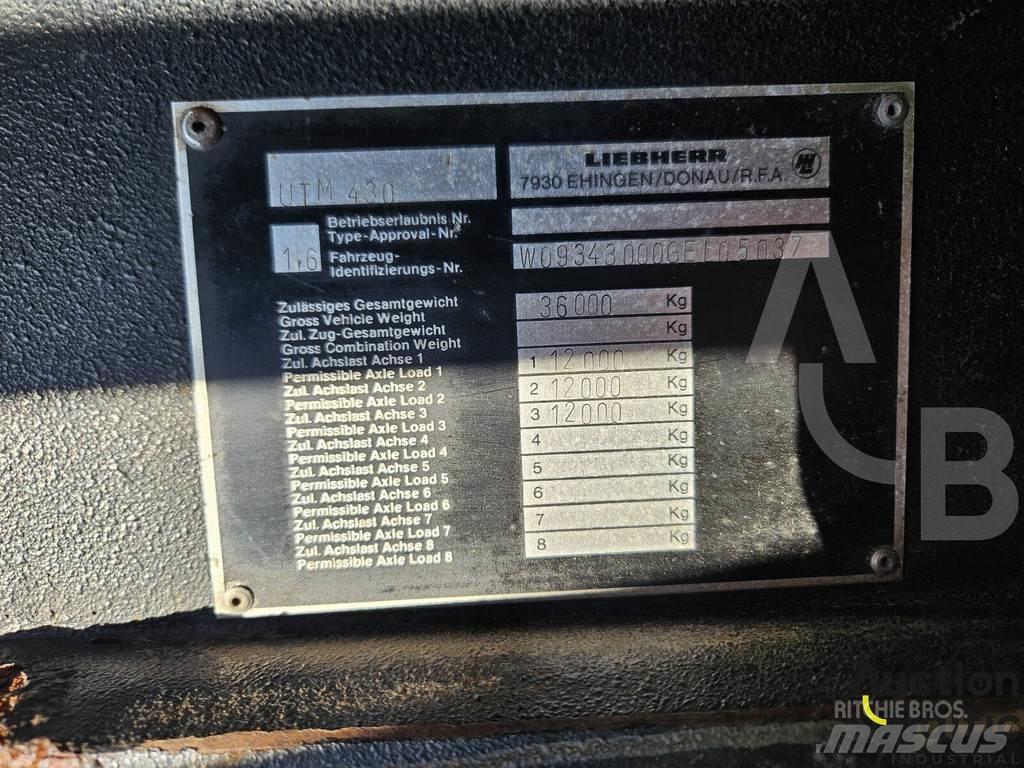 UTM 430
LIEBHERR
7930 EHINGEN/DONAU/R.F.A.
Betriebserlaubnis Nr.
Type-Approval-Nr.
1,6 Fahrzeug-
Identifizierungs-Nr.
W09343000GEL05037
Zulässiges Gesamtgewicht 36000 Kg
Gross Vehicle Weight
Zul. Zug-Gesamtgewicht Kg
Gross Combination Weight
Zul. Achslast Achse 1 1 12000 Kg
Permissible Axle Load 1
Zul. Achslast Achse 2 2 12000 Kg
Permissible Axle Load 2
Zul. Achslast Achse 3 3 12000 Kg
Permissible Axle Load 3
Zul. Achslast Achse 4 4 Kg
Permissible Axle Load 4
Zul. Achslast Achse 5 5 Kg
Permissible Axle Load 5
Zul. Achslast Achse 6 6 Kg
Permissible Axle Load 6
Zul. Achslast Achse 7 7 Kg
Permissible Axle Load 7
Zul. Achslast Achse 8 8 Kg
Permissible Axle Load 8
AB
Auction
RITCHIE BROS.
MASCUS
INDUSTRIAL